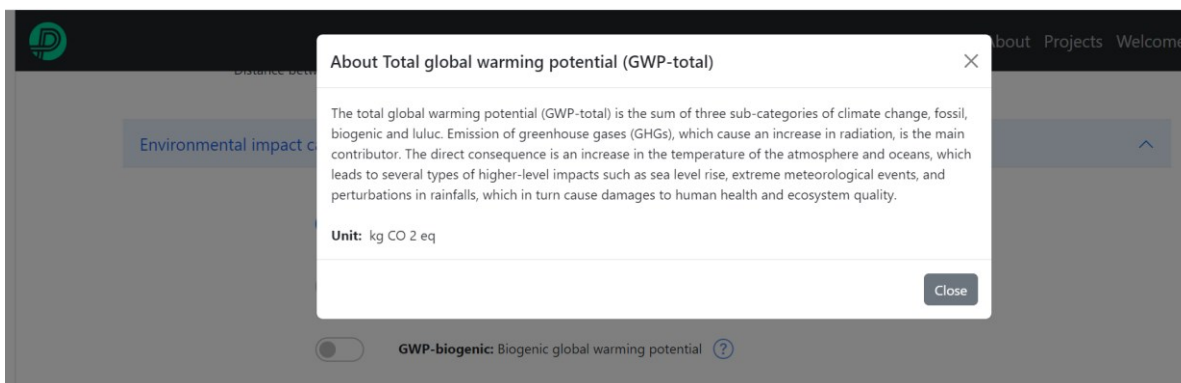 About Projects Welcome
About Total global warming potential (GWP-total)
Distance betw
The total global warming potential (GWP-total) is the sum of three sub-categories of climate change, fossil,
biogenic and luluc. Emission of greenhouse gases (GHGs), which cause an increase in radiation, is the main
contributor. The direct consequence is an increase in the temperature of the atmosphere and oceans, which
leads to several types of higher-level impacts such as sea level rise, extreme meteorological events, and
perturbations in rainfalls, which in turn cause damages to human health and ecosystem quality.
Environmental impact ca
Unit: kg CO 2 eq
Close
GWP-biogenic: Biogenic global warming potential ?